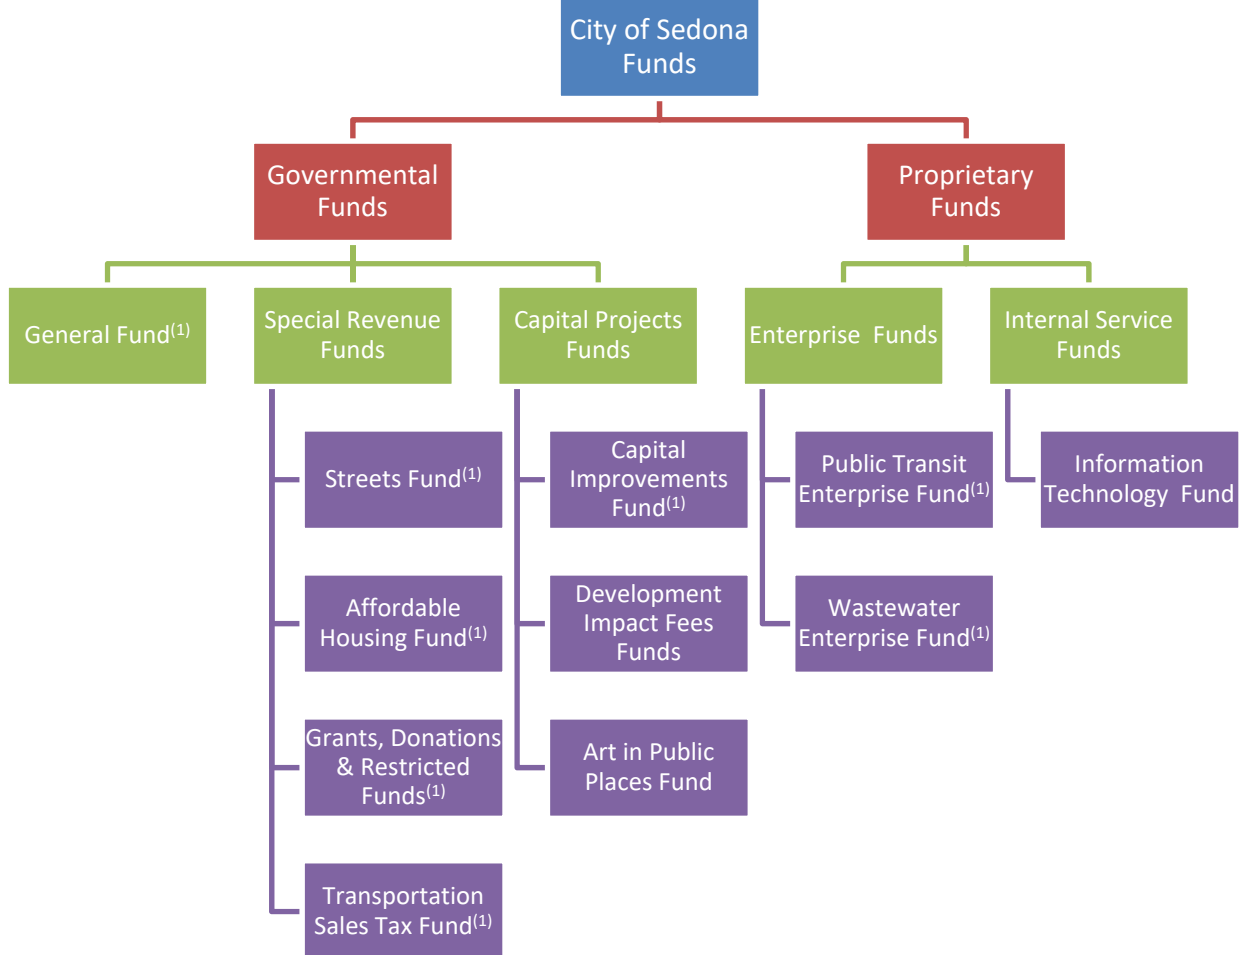 City of Sedona
Funds
Governmental
Funds
Proprietary
Funds
General Fund(1)
Special Revenue
Funds
Capital Projects
Funds
Enterprise  Funds
Internal Service
Funds
Streets Fund(1)
Capital
Improvements
Fund(1)
Public Transit
Enterprise Fund(1)
Information
Technology  Fund
Affordable
Housing Fund(1)
Development
Impact Fees
Funds
Wastewater
Enterprise Fund(1)
Grants, Donations
& Restricted
Funds(1)
Art in Public
Places Fund
Transportation
Sales Tax Fund(1)